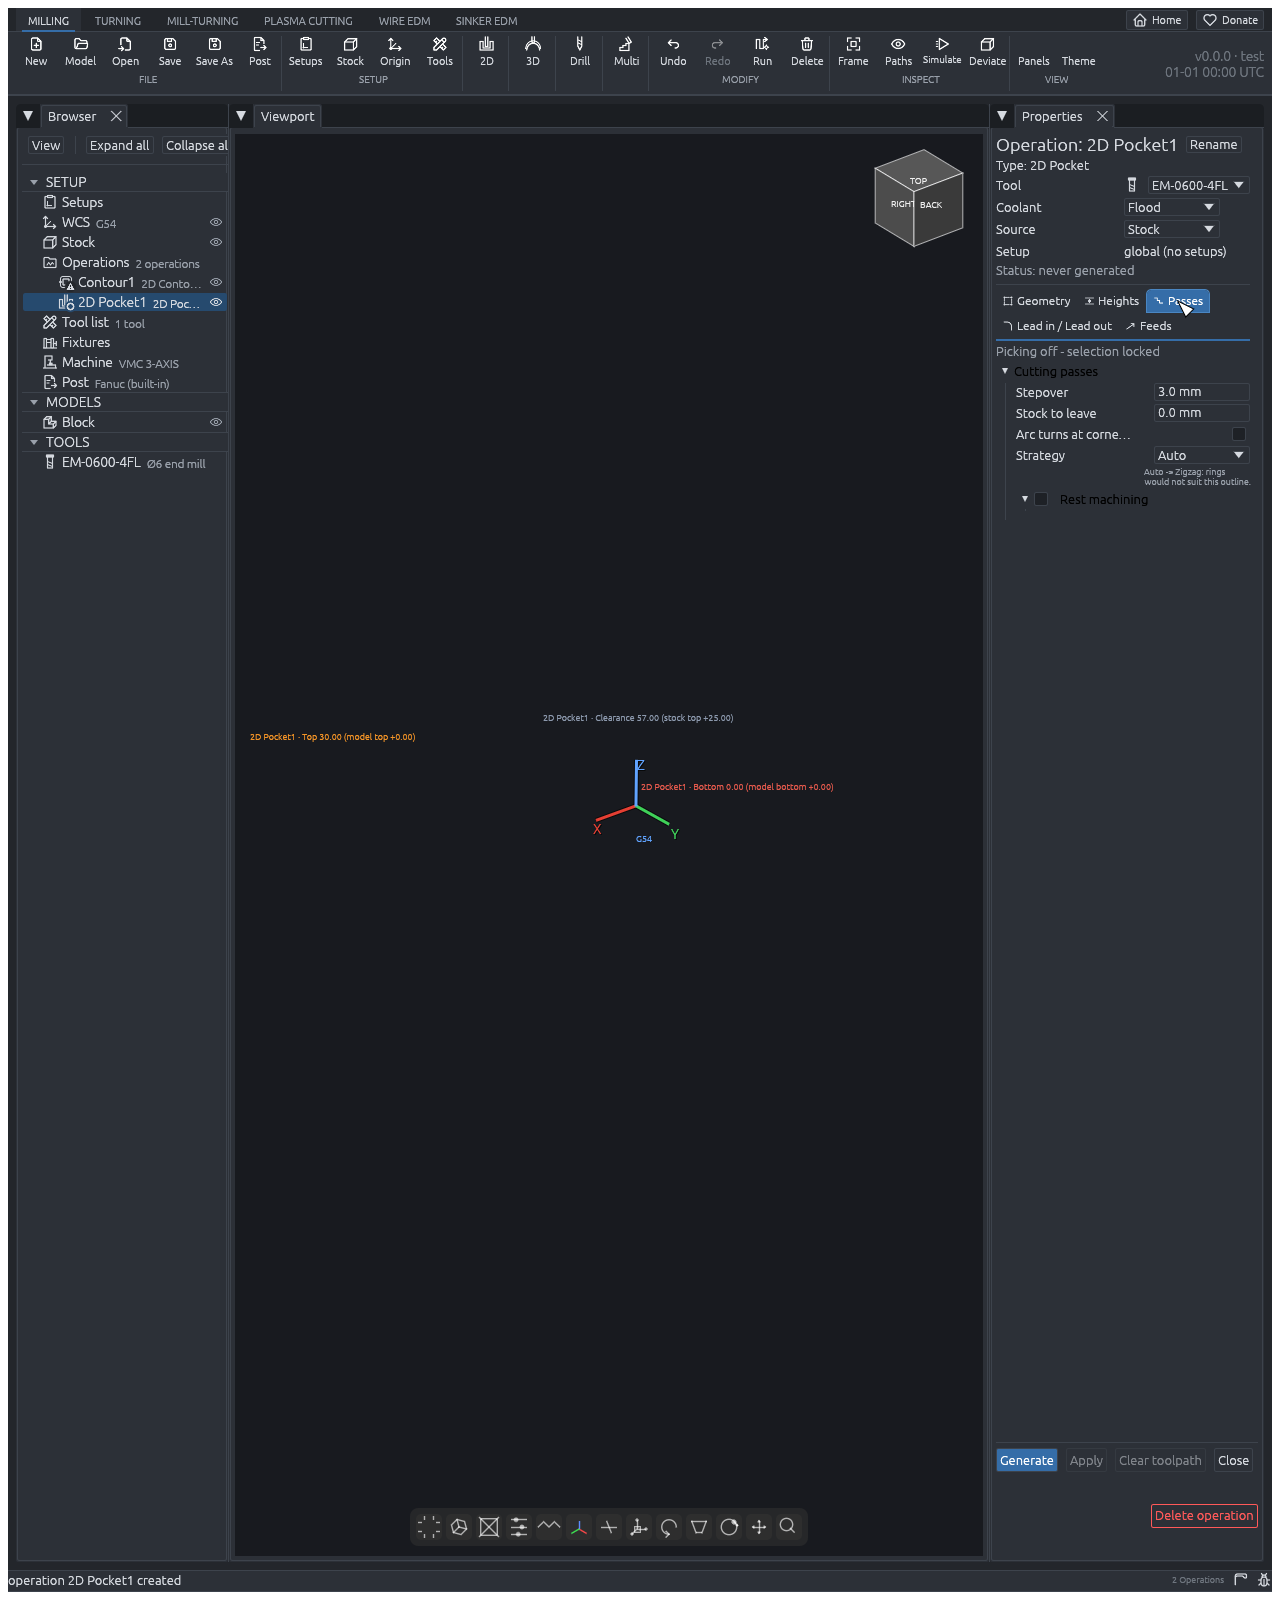 MILLING TURNING MILL-TURNING PLASMA CUTTING WIRE EDM SINKER EDM Home Donate
New Model Open Save Save As Post Setups Stock Origin Tools 2D 3D Drill Multi Undo Redo Run Delete Frame Paths Simulate Deviate Panels Theme
FILE SETUP MODIFY INSPECT VIEW
v0.0.0 · test
01-01 00:00 UTC
Browser
View Expand all Collapse al
SETUP
Setups
WCS G54
Stock
Operations 2 operations
Contour1 2D Conto...
2D Pocket1 2D Poc...
Tool list 1 tool
Fixtures
Machine VMC 3-AXIS
Post Fanuc (built-in)
MODELS
Block
TOOLS
EM-0600-4FL Ø6 end mill
Viewport
TOP
RIGHT BACK
2D Pocket1 · Clearance 57.00 (stock top +25.00)
2D Pocket1 · Top 30.00 (model top +0.00)
Z
2D Pocket1 · Bottom 0.00 (model bottom +0.00)
X Y
G54
Properties
Operation: 2D Pocket1 Rename
Type: 2D Pocket
Tool EM-0600-4FL
Coolant Flood
Source Stock
Setup global (no setups)
Status: never generated
Geometry Heights Passes
Lead in / Lead out Feeds
Picking off - selection locked
Cutting passes
Stepover 3.0 mm
Stock to leave 0.0 mm
Arc turns at corne...
Strategy Auto
Auto -> Zigzag: rings
would not suit this outline.
Rest machining
Generate Apply Clear toolpath Close
Delete operation
operation 2D Pocket1 created 2 Operations